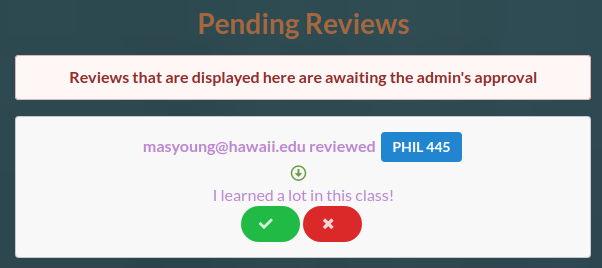 Pending Reviews
Reviews that are displayed here are awaiting the admin's approval
masyoung@hawaii.edu reviewed PHIL 445
I learned a lot in this class!